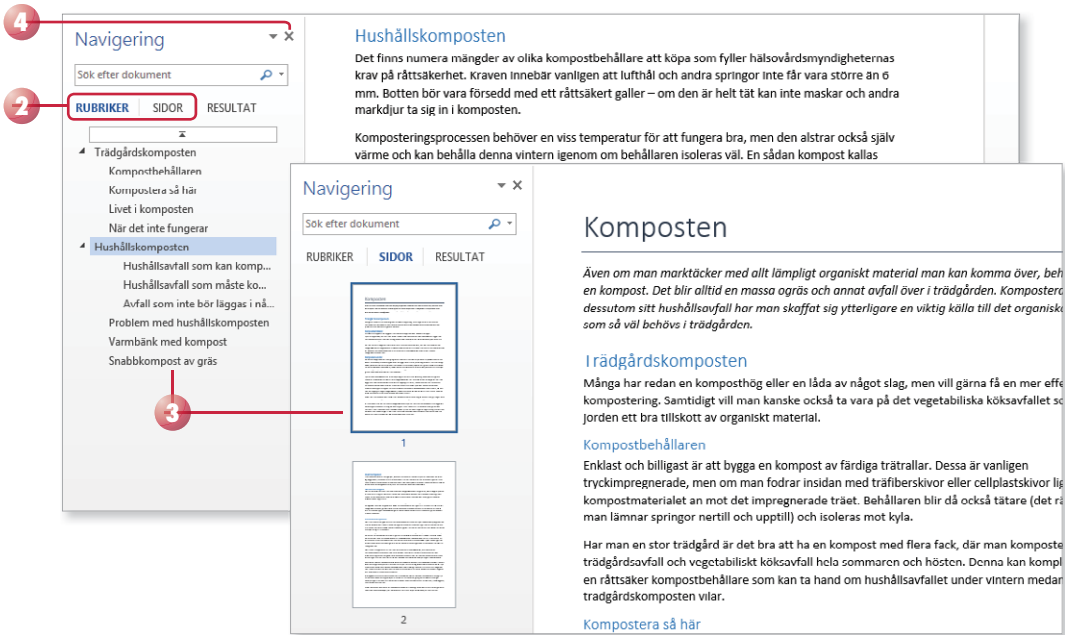 4
Navigering
Sök efter dokument
2
RUBRIKER SIDOR RESULTAT
Trädgårdskomposten
Kompostbehållaren
Kompostera så här
Livet i komposten
När det inte fungerar
Hushållskomposten
Hushållsavfall som kan komp...
Hushållsavfall som måste ko...
Avfall som inte bör läggas i nå...
Problem med hushållskomposten
Varmbänk med kompost
Snabbkompost av gräs
3
Hushållskomposten
Det finns numera mängder av olika kompostbehållare att köpa som fyller hälsovårdsmyndigheternas
krav på råttsäkerhet. Kraven innebär vanligen att lufthål och andra springor inte får vara större än 6
mm. Botten bör vara försedd med ett råttsäkert galler – om den är helt tät kan inte maskar och andra
markdjur ta sig in i komposten.
Komposteringsprocessen behöver en viss temperatur för att fungera bra, men den alstrar också själv
värme och kan behålla denna vintern igenom om behållaren isoleras väl. En sådan kompost kallas
Navigering
Sök efter dokument
RUBRIKER SIDOR RESULTAT
1
2
Komposten
Även om man marktäcker med allt lämpligt organiskt material man kan komma över, beh
en kompost. Det blir alltid en massa ogräs och annat avfall över i trädgården. Kompostera
dessutom sitt hushållsavfall har man skaffat sig ytterligare en viktig källa till det organiska
som så väl behövs i trädgården.
Trädgårdskomposten
Många har redan en komposthög eller en låda av något slag, men vill gärna få en mer effe
kompostering. Samtidigt vill man kanske också ta vara på det vegetabiliska köksavfallet so
jorden ett bra tillskott av organiskt material.
Kompostbehållaren
Enklast och billigast är att bygga en kompost av färdiga trätrallar. Dessa är vanligen
tryckimpregnerade, men om man fodrar insidan med träfiberskivor eller cellplastskivor lig
kompostmaterialet an mot det impregnerade träet. Behållaren blir då också tätare (det rä
man lämnar springor nertill och upptill) och isoleras mot kyla.
Har man en stor trädgård är det bra att ha en kompost med flera fack, där man komposte
trädgårdsavfall och vegetabiliskt köksavfall hela sommaren och hösten. Denna kan kompl
en råttsäker kompostbehållare som kan ta hand om hushållsavfallet under vintern medan
trädgårdskomposten vilar.
Kompostera så här